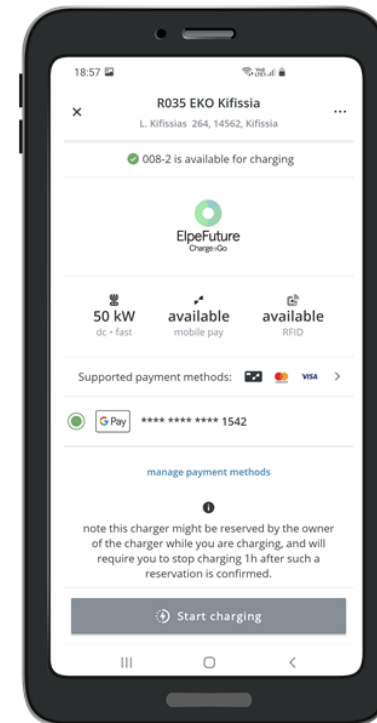 18:57
R035 EKO Kifissia
L. Kifissias 264, 14562, Kifissia
008-2 is available for charging
ElpeFuture
Charge n Go
50 kW available available
dc • fast mobile pay RFID
Supported payment methods: VISA
G Pay **** **** **** 1542
manage payment methods
note this charger might be reserved by the owner
of the charger while you are charging, and will
require you to stop charging 1h after such a
reservation is confirmed.
Start charging